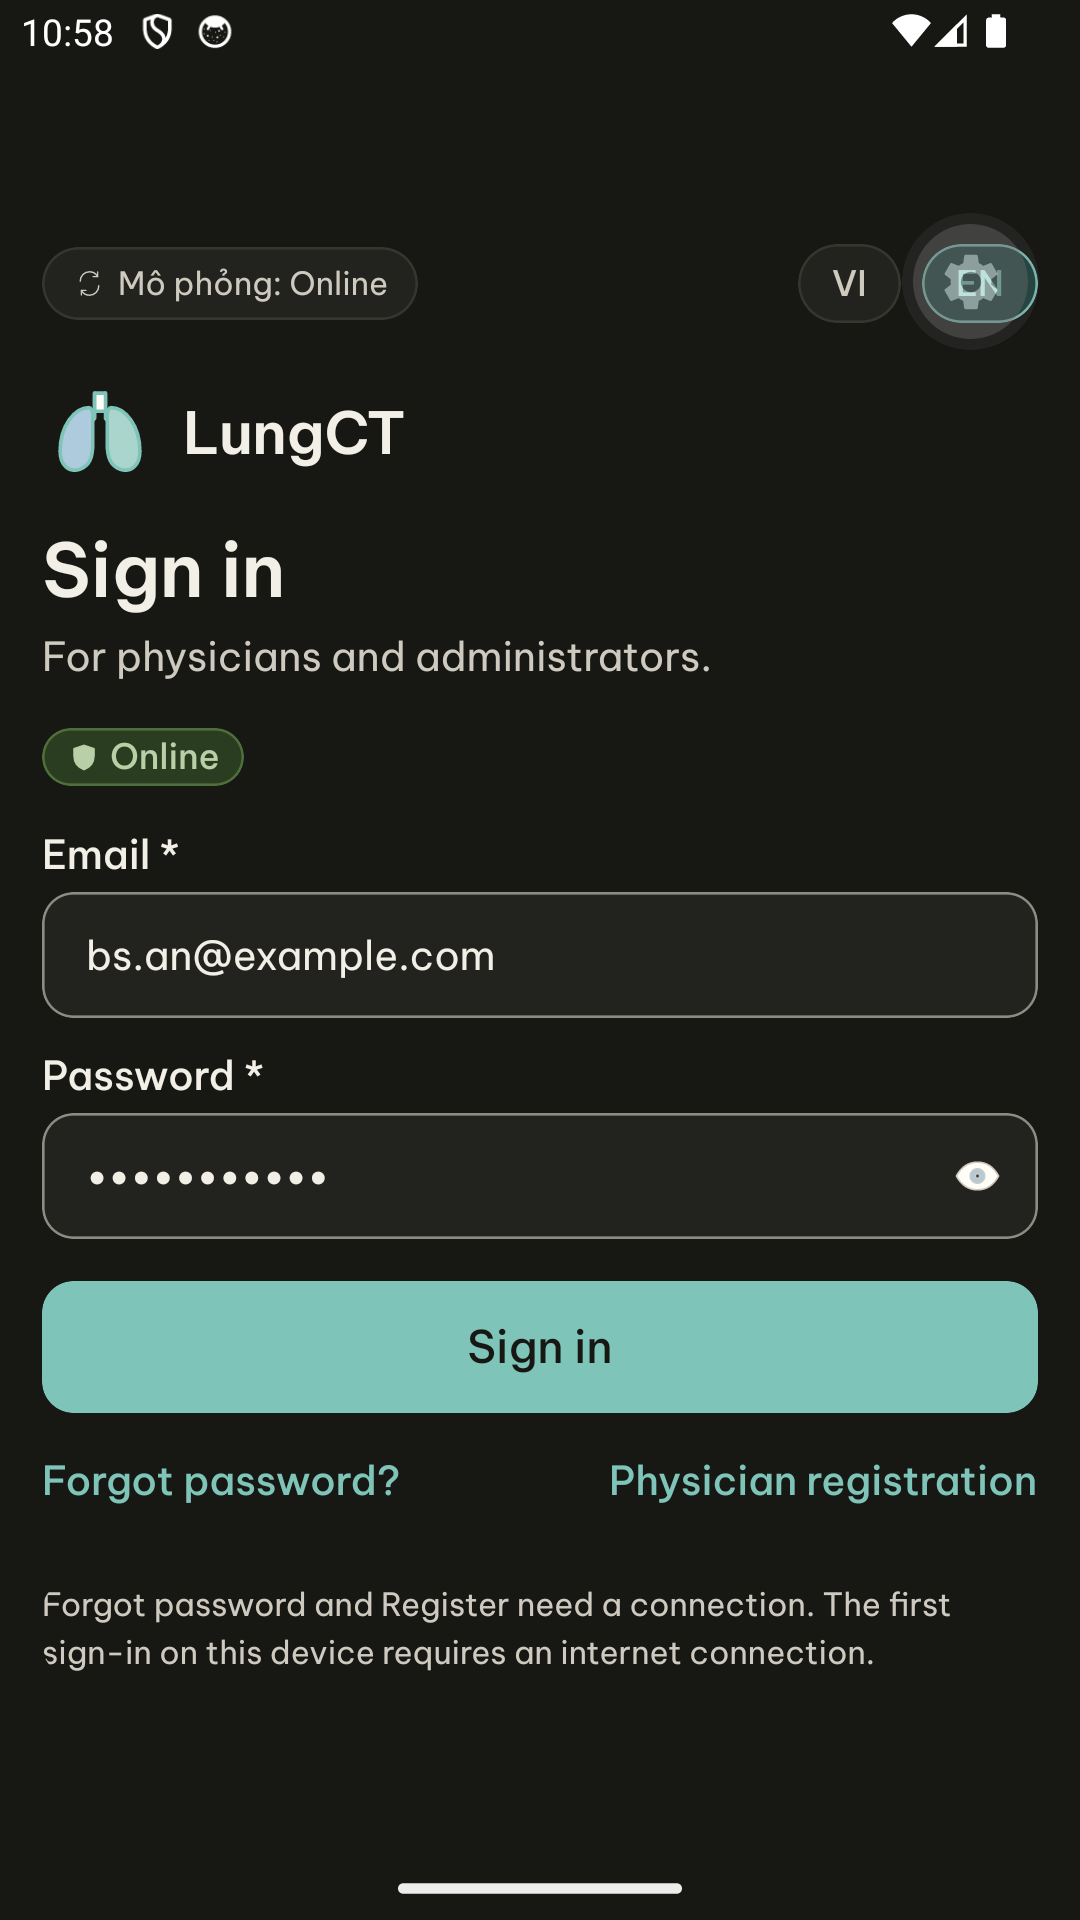 10:58
Mô phỏng: Online
VI
EN
LungCT
Sign in
For physicians and administrators.
Online
Email *
bs.an@example.com
Password *
•••••••••••
Sign in
Forgot password?
Physician registration
Forgot password and Register need a connection. The first
sign-in on this device requires an internet connection.